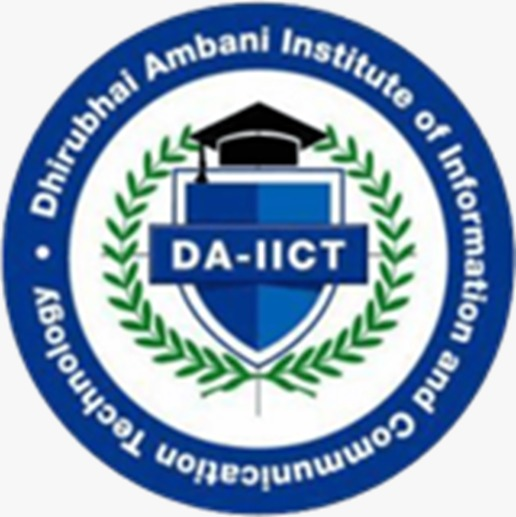 Dhirubhai Ambani Institute of Information and Communication Technology •
DA-IICT